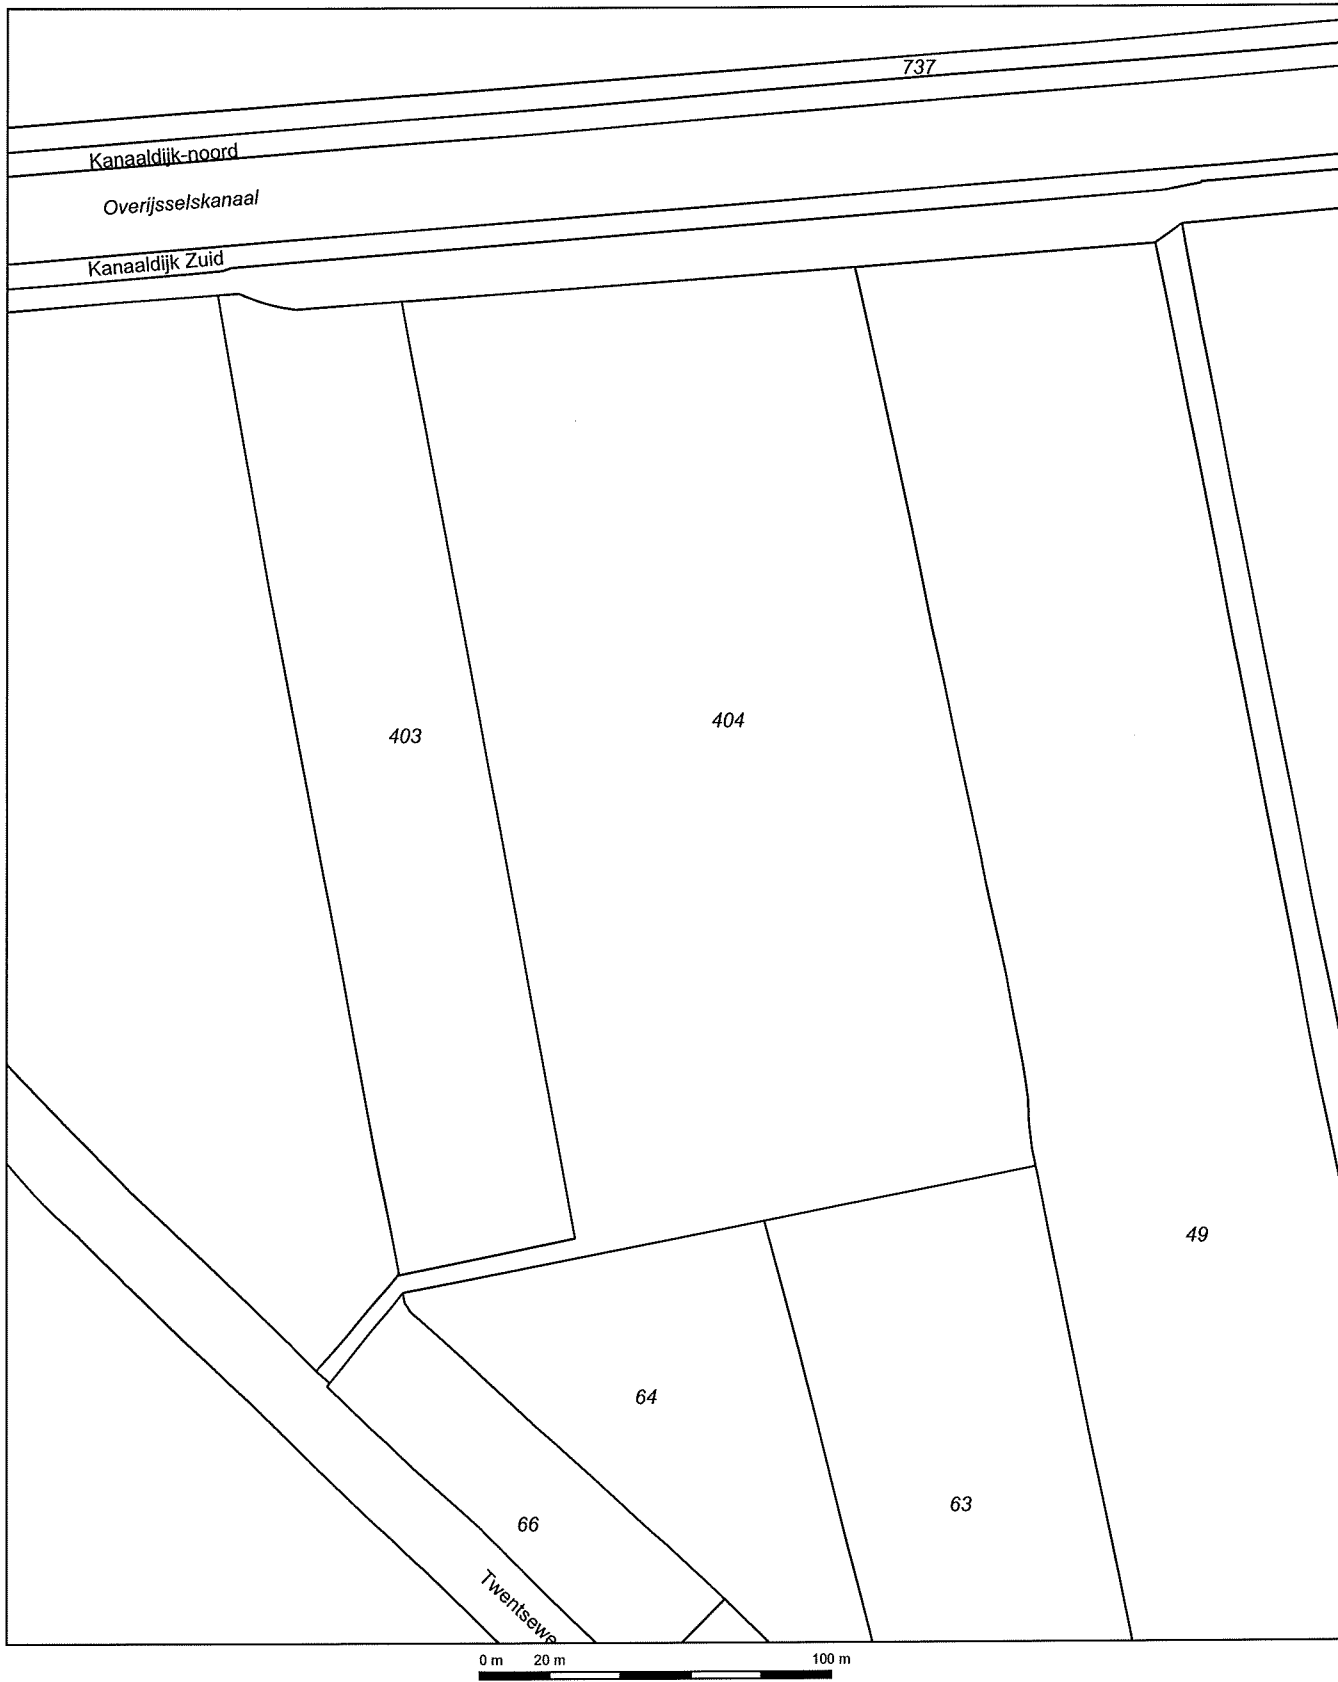 737
Kanaaldijk-noord
Overijsselskanaal
Kanaaldijk Zuid
403
404
49
64
63
66
Twentsewe
0 m 20 m 100 m